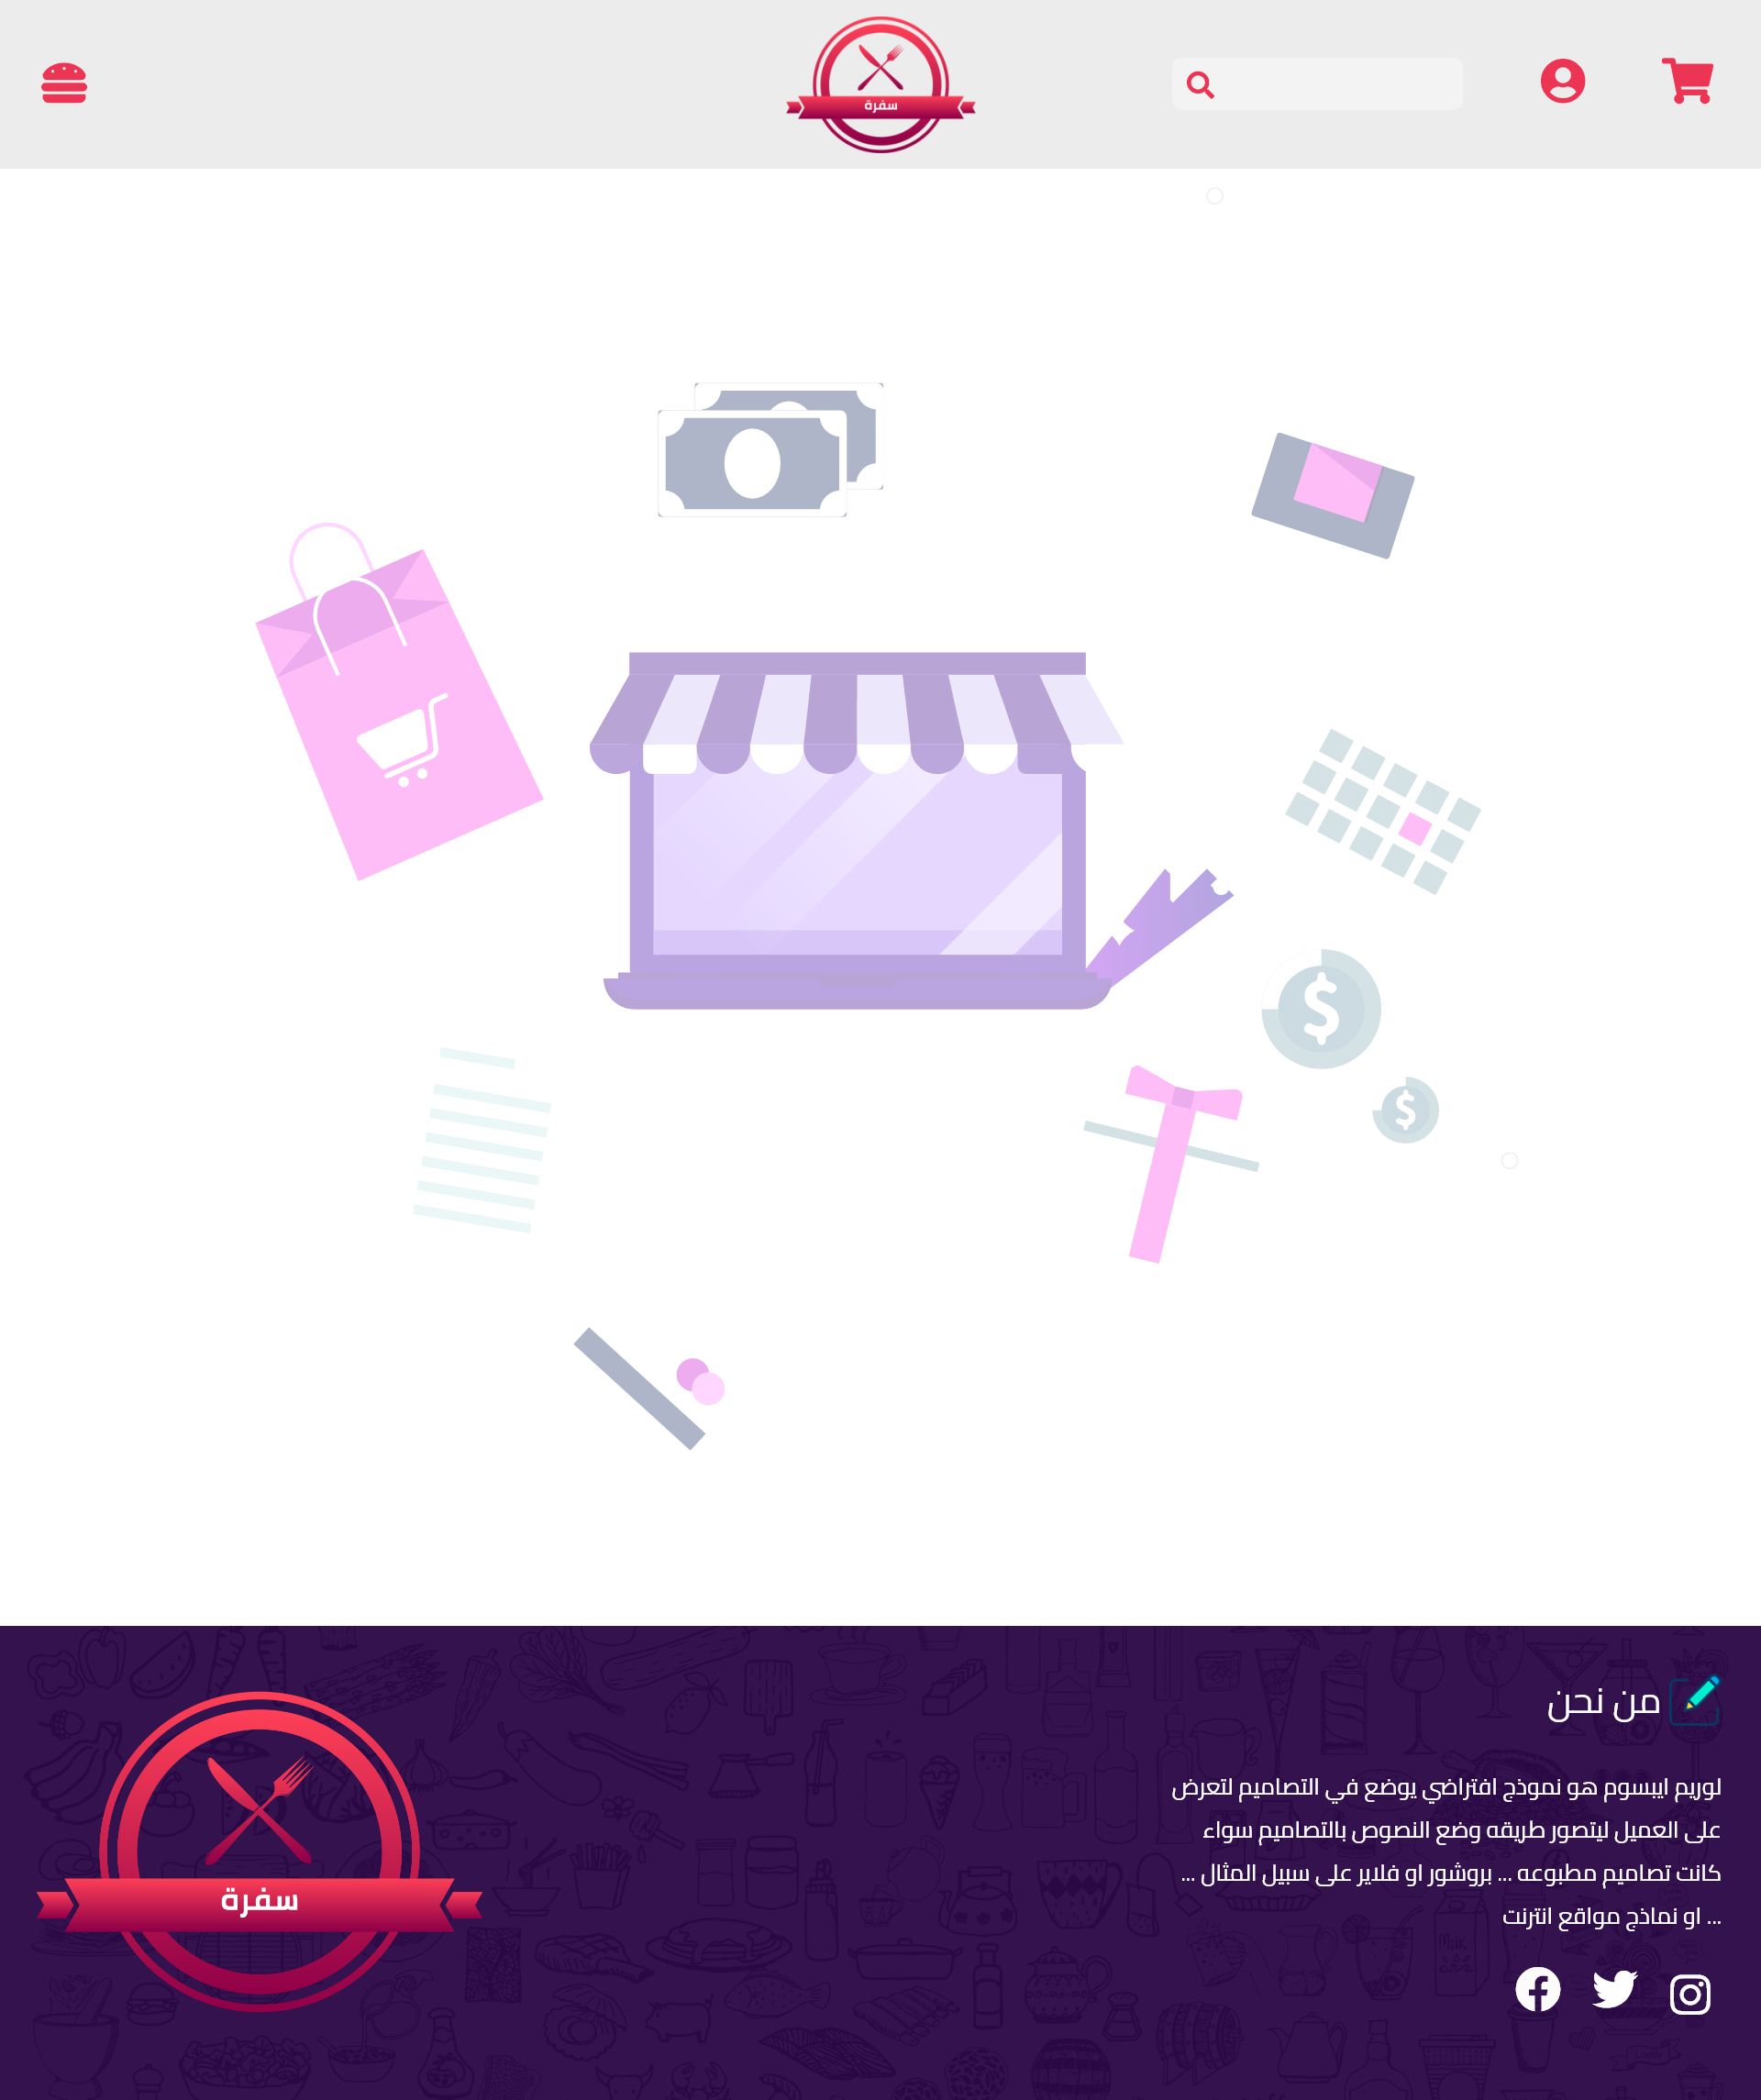 سفرة
من نحن
لوريم ايبسوم هو نموذج افتراضي يوضع في التصاميم لتعرض
على العميل ليتصور طريقه وضع النصوص بالتصاميم سواء
كانت تصاميم مطبوعه ... بروشور او فلاير على سبيل المثال ...
... او نماذج مواقع انترنت
سفرة
$
$
Milk